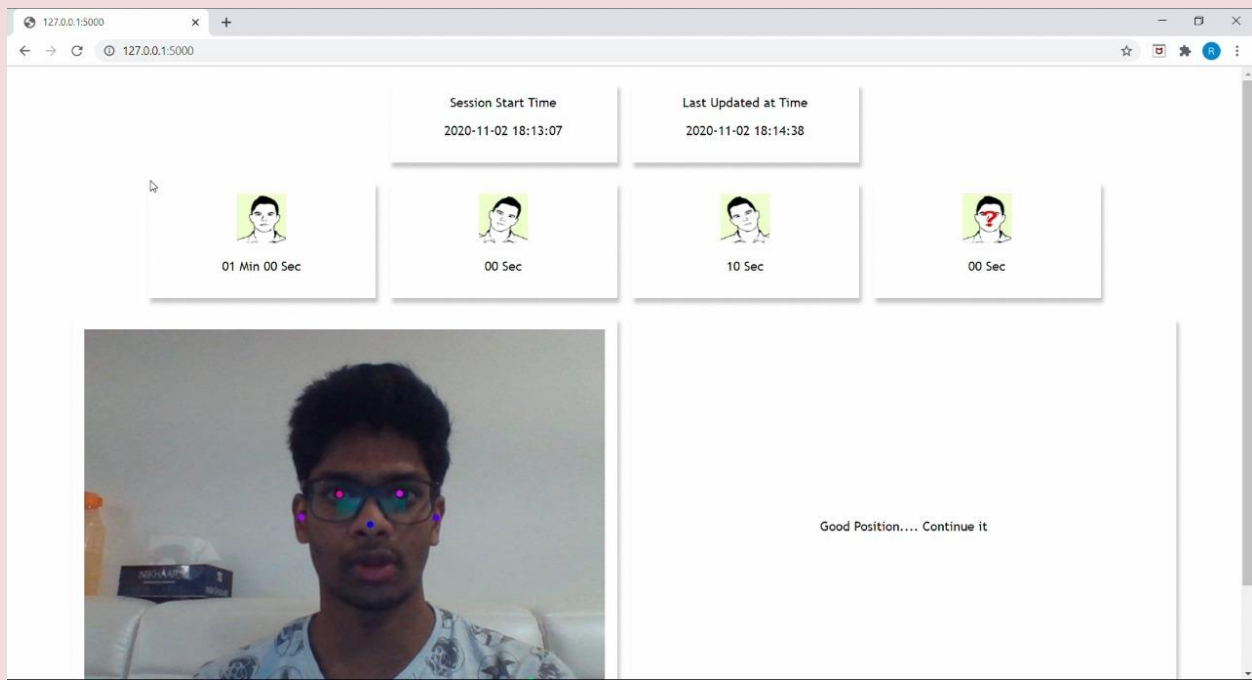 127.0.0.1:5000
127.0.0.1:5000
R
Session Start Time
2020-11-02 18:13:07
Last Updated at Time
2020-11-02 18:14:38
?
01 Min 00 Sec
00 Sec
10 Sec
00 Sec
Good Position.... Continue it